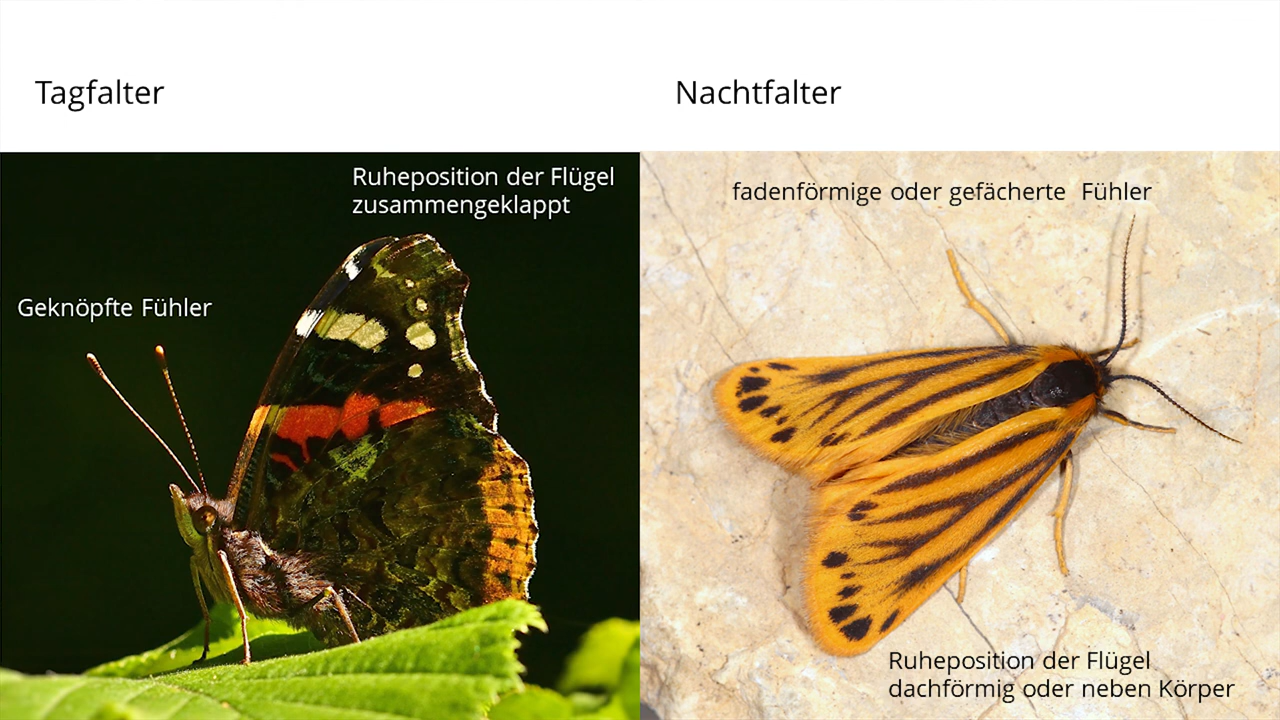 Tagfalter
Nachtfalter
Ruheposition der Flügel
zusammengeklappt
Geknöpfte Fühler
fadenförmige oder gefächerte Fühler
Ruheposition der Flügel
dachförmig oder neben Körper